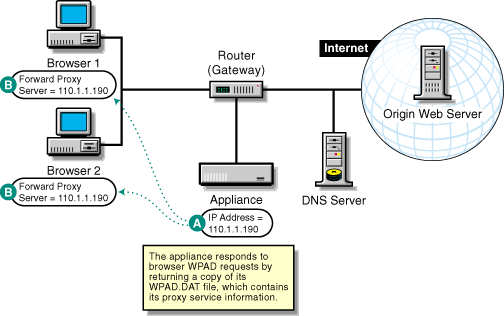 Browser 1
B
Forward Proxy
Server = 110.1.1.190
Browser 2
B
Forward Proxy
Server = 110.1.1.190
Router
(Gateway)
Internet
Origin Web Server
DNS Server
Appliance
A
IP Address =
110.1.1.190
The appliance responds to
browser WPAD requests by
returning a copy of its
WPAD.DAT file, which contains
its proxy service information.